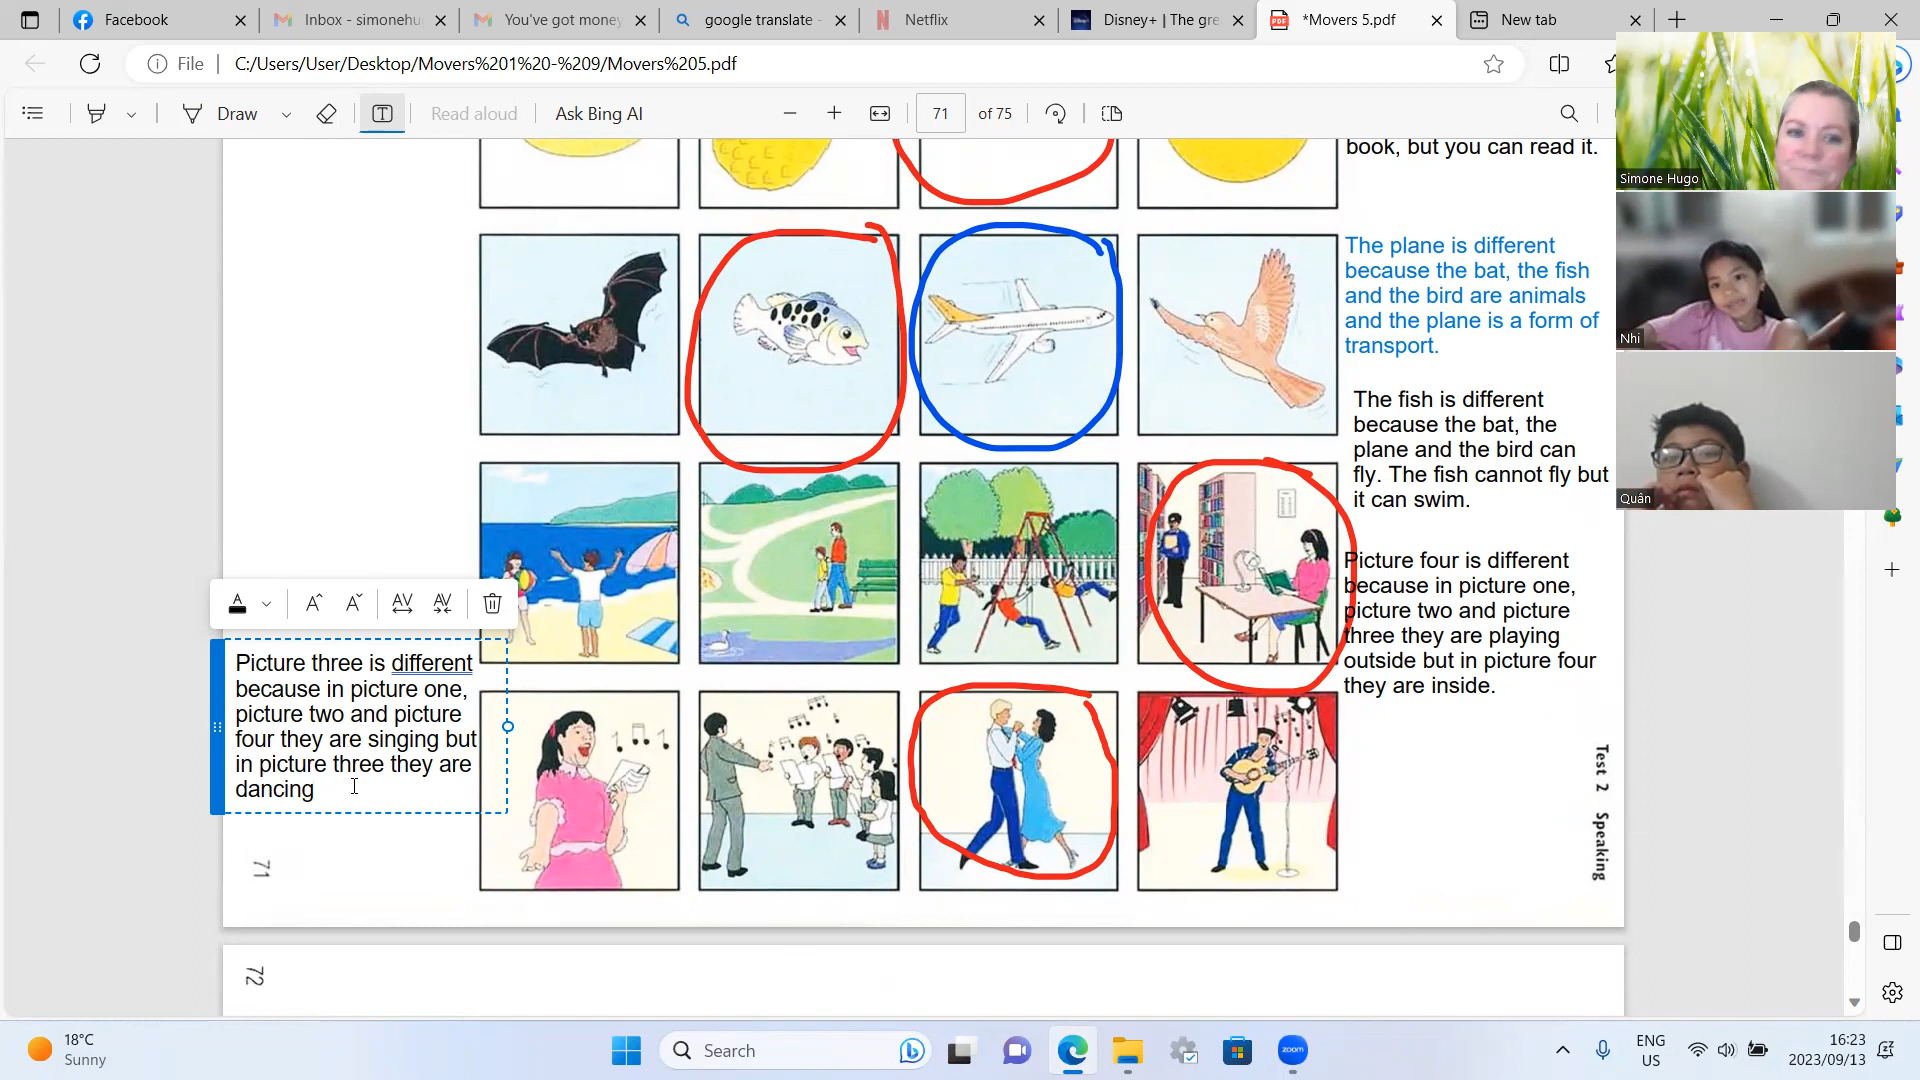 Facebook
Inbox - simonehu
You've got money
google translate -
Netflix
Disney+ | The gre
*Movers 5.pdf
New tab
File
C:/Users/User/Desktop/Movers%201%20-%209/Movers%205.pdf
Draw
Read aloud
Ask Bing AI
71
of 75
book, but you can read it.
The plane is different
because the bat, the fish
and the bird are animals
and the plane is a form of
transport.
The fish is different
because the bat, the
plane and the bird can
fly. The fish cannot fly but
it can swim.
Picture four is different
because in picture one,
picture two and picture
three they are playing
outside but in picture four
they are inside.
Picture three is different
because in picture one,
picture two and picture
four they are singing but
in picture three they are
dancing
Test 2 Speaking
71
72
Simone Hugo
Nhi
Quân
18°C
Sunny
Search
zoom
ENG
US
16:23
2023/09/13